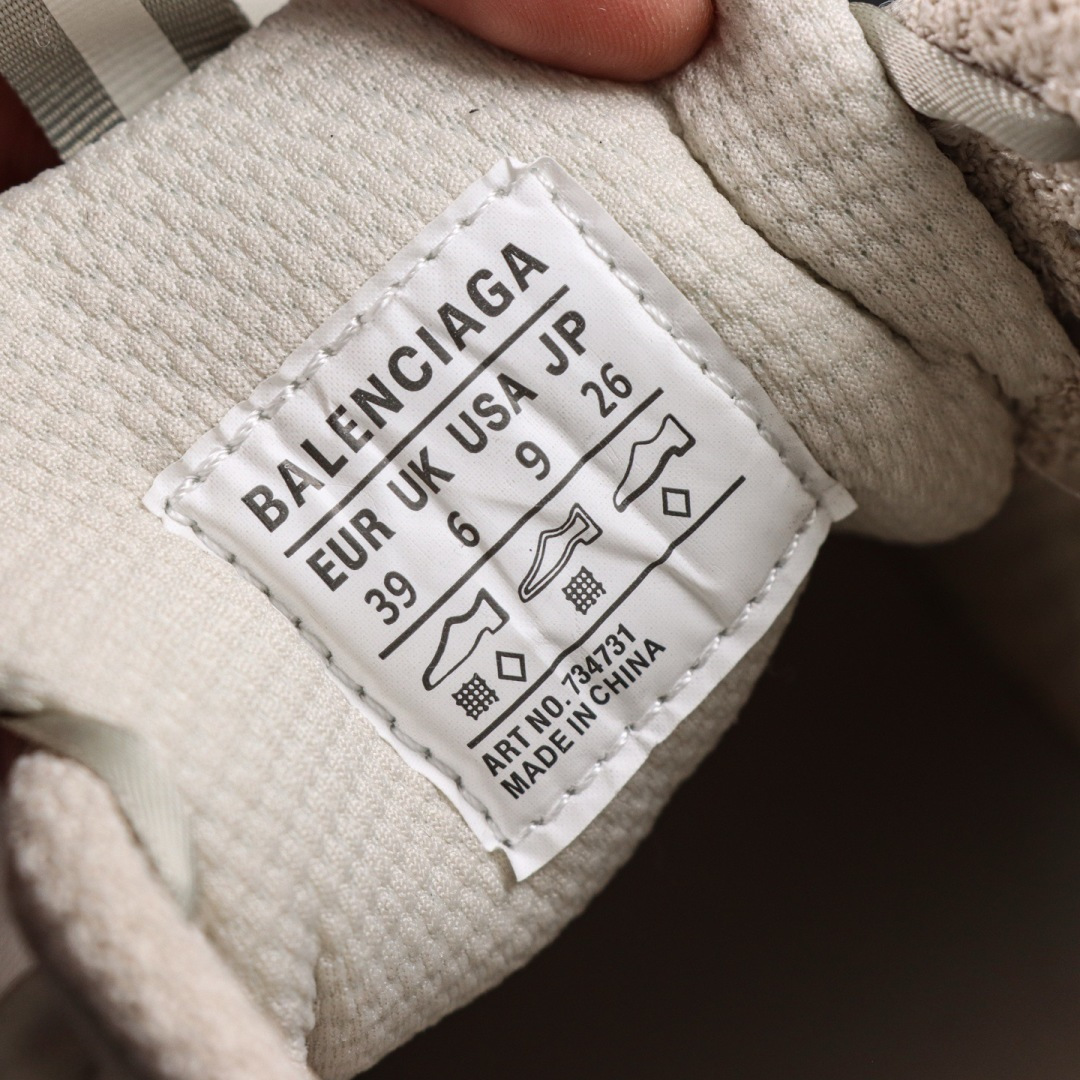 BALENCIAGA
EUR UK USA JP
39 6 9 26
ART NO. 734731
MADE IN CHINA